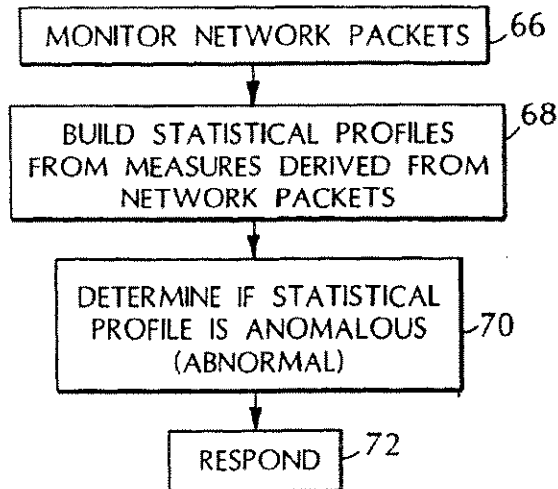 MONITOR NETWORK PACKETS 66
BUILD STATISTICAL PROFILES
FROM MEASURES DERIVED FROM
NETWORK PACKETS
68
DETERMINE IF STATISTICAL
PROFILE IS ANOMALOUS
(ABNORMAL)
70
RESPOND 72